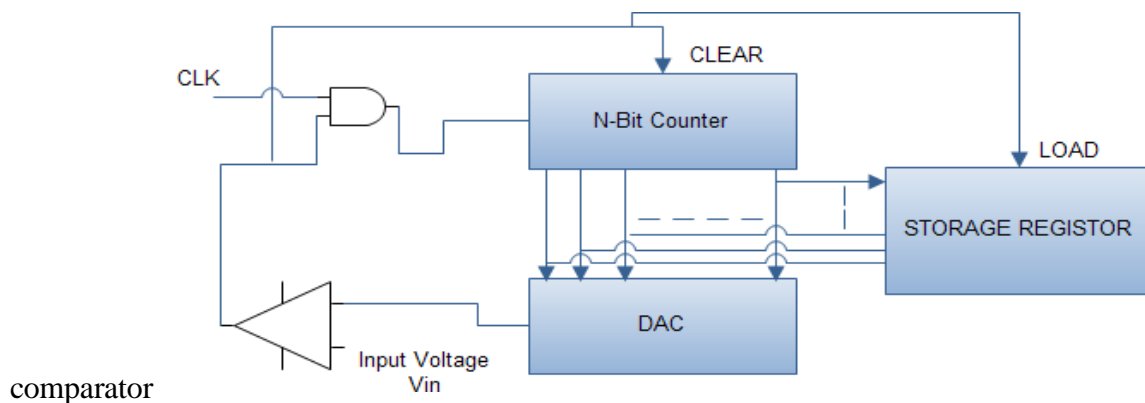 CLEAR
CLK
N-Bit Counter
LOAD
STORAGE REGISTOR
DAC
Input Voltage
Vin
comparator